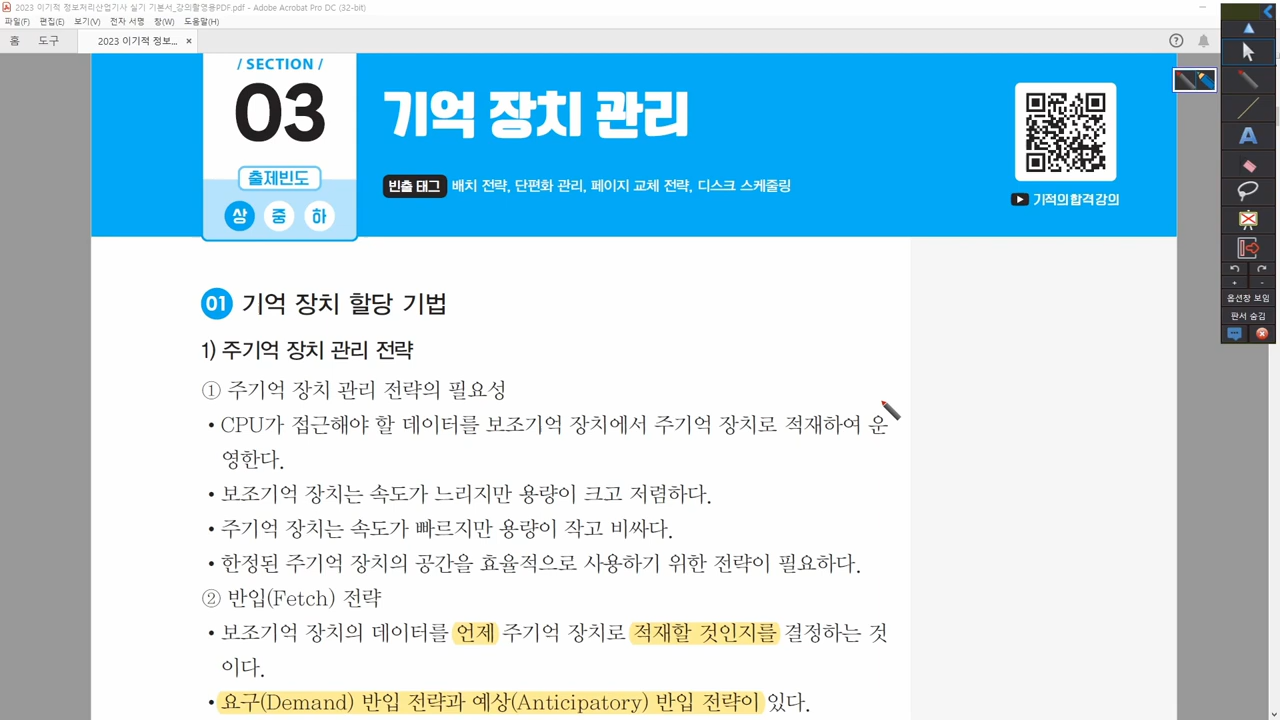 2023 이기적 정보처리산업기사 실기 기본서_강의촬영용PDF.pdf - Adobe Acrobat Pro DC (32-bit)
파일(F) 편집(E) 보기(V) 전자 서명 창(W) 도움말(H)
홈 도구 2023 이기적 정보... ×
/ SECTION /
03
기억 장치 관리
출제빈도
상 중 하
빈출 태그 배치 전략, 단편화 관리, 페이지 교체 전략, 디스크 스케줄링
기적의합격강의
01 기억 장치 할당 기법
1) 주기억 장치 관리 전략
① 주기억 장치 관리 전략의 필요성
• CPU가 접근해야 할 데이터를 보조기억 장치에서 주기억 장치로 적재하여 운
영한다.
• 보조기억 장치는 속도가 느리지만 용량이 크고 저렴하다.
• 주기억 장치는 속도가 빠르지만 용량이 작고 비싸다.
• 한정된 주기억 장치의 공간을 효율적으로 사용하기 위한 전략이 필요하다.
② 반입(Fetch) 전략
• 보조기억 장치의 데이터를 언제 주기억 장치로 적재할 것인지를 결정하는 것
이다.
• 요구(Demand) 반입 전략과 예상(Anticipatory) 반입 전략이 있다.
A
+ -
옵션창 보임
판서 숨김